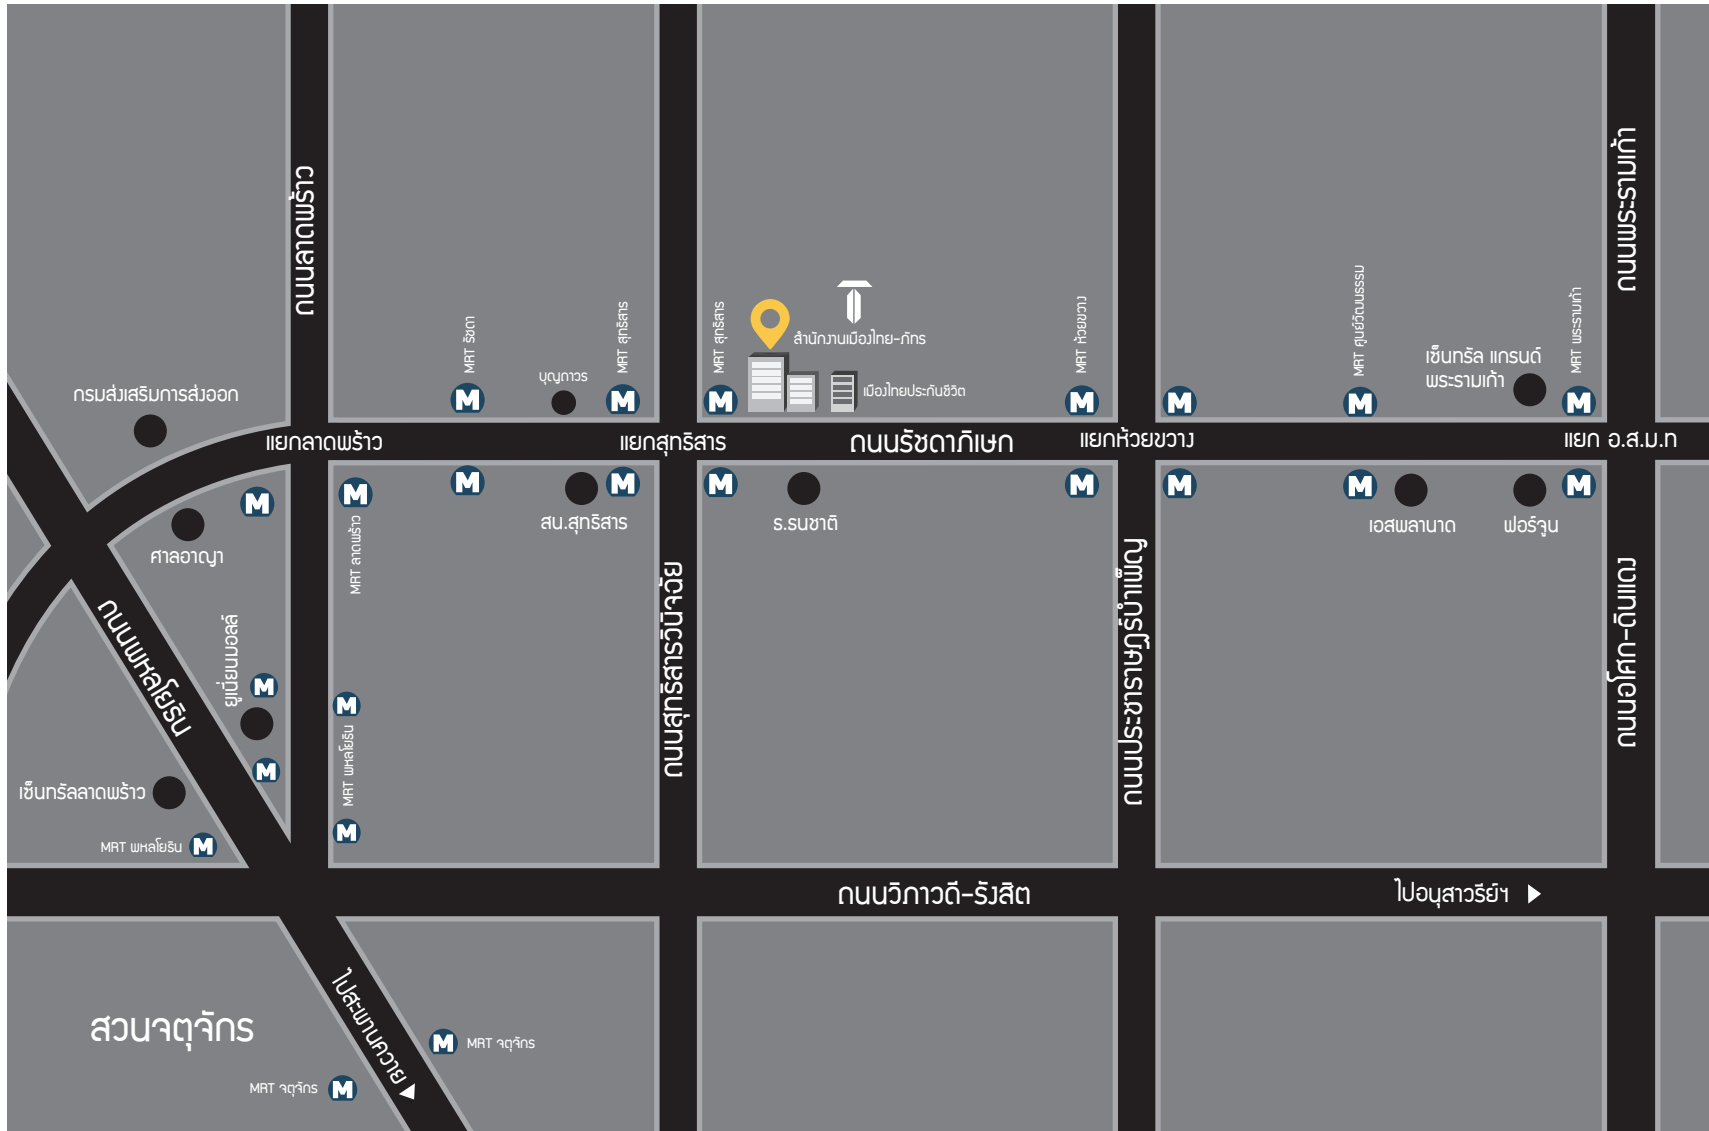 ถนนลาดพร้าว
ถนนพระรามเก้า
MRT รัชดา
บุญถาวร
MRT สุทธิสาร
MRT สุทธิสาร
สำนักงานเมืองไทย-ภัทร
เมืองไทยประกันชีวิต
MRT ห้วยขวาง
MRT ศูนย์วัฒนธรรม
เซ็นทรัล แกรนด์
พระรามเก้า
MRT พระรามเก้า
กรมส่งเสริมการส่งออก
แยกลาดพร้าว
แยกสุทธิสาร
ถนนรัชดาภิเษก
แยกห้วยขวาง
แยก อ.ส.ม.ท
ศาลอาญา
MRT ลาดพร้าว
สน.สุทธิสาร
ธ.ธนชาติ
เอสพลานาด
ฟอร์จูน
ถนนพหลโยธิน
ยูเนี่ยนมอลล์
ถนนสุทธิสารวินิจฉัย
ถนนประชาราษฎร์บำเพ็ญ
ถนนอโศก-ดินแดง
เซ็นทรัลลาดพร้าว
MRT พหลโยธิน
MRT พหลโยธิน
ถนนวิภาวดี-รังสิต
ไปอนุสาวรีย์ฯ
สวนจตุจักร
ไปสะพานควาย
MRT จตุจักร
MRT จตุจักร